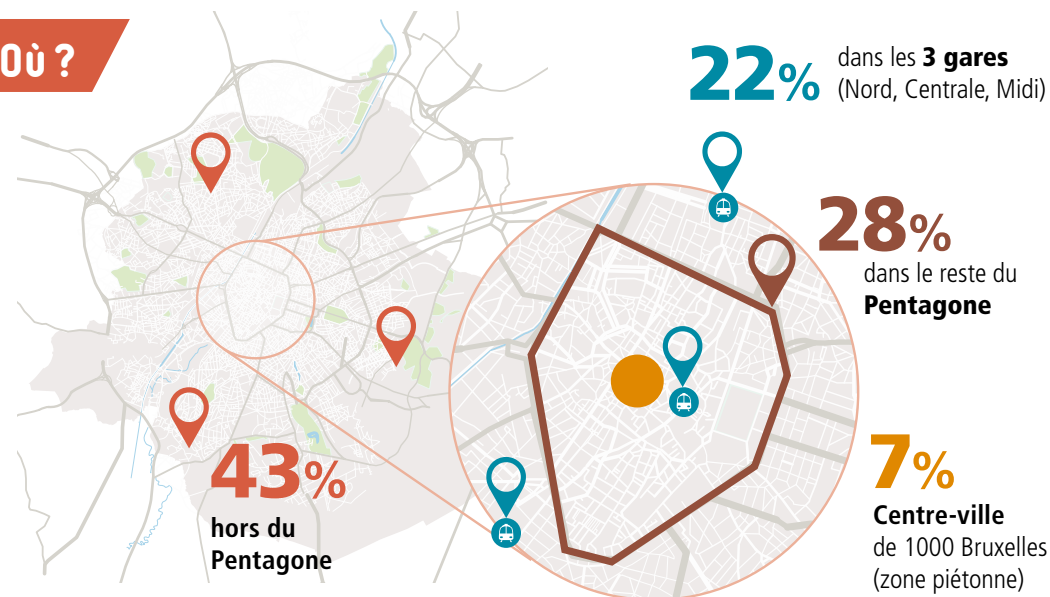 Où ?
22% dans les 3 gares
(Nord, Centrale, Midi)
28%
dans le reste du
Pentagone
43%
hors du
Pentagone
7%
Centre-ville
de 1000 Bruxelles
(zone piétonne)